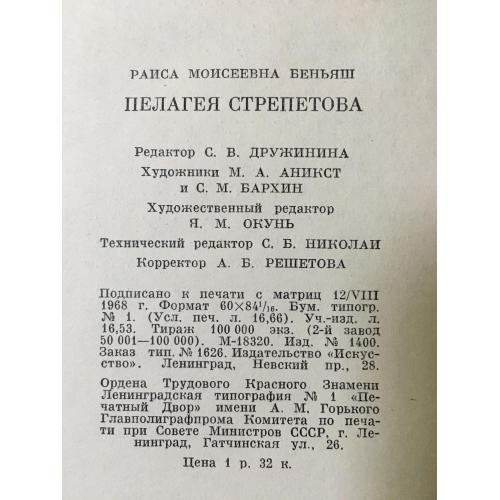 РАИСА МОИСЕЕВНА БЕНЬЯШ
ПЕЛАГЕЯ СТРЕПЕТОВА
Редактор С. В. ДРУЖИНИНА
Художники М. А. АНИКСТ
и С. М. БАРХИН
Художественный редактор
Я. М. ОКУНЬ
Технический редактор С. Б. НИКОЛАИ
Корректор А. Б. РЕШЕТОВА
Подписано к печати с матриц 12/VIII
1968 г. Формат 60×84¹/₁₆. Бум. типогр.
№ 1. (Усл. печ. л. 16,66). Уч.-изд. л.
16,53. Тираж 100 000 экз. (2-й завод
50 001—100 000). М-18320. Изд. № 1400.
Заказ тип. № 1626. Издательство «Искус-
ство». Ленинград, Невский пр., 28.
Ордена Трудового Красного Знамени
Ленинградская типография № 1 «Пе-
чатный Двор» имени А. М. Горького
Главполиграфпрома Комитета по пе-
чати при Совете Министров СССР, г. Ле-
нинград, Гатчинская ул., 26.
Цена 1 р. 32 к.